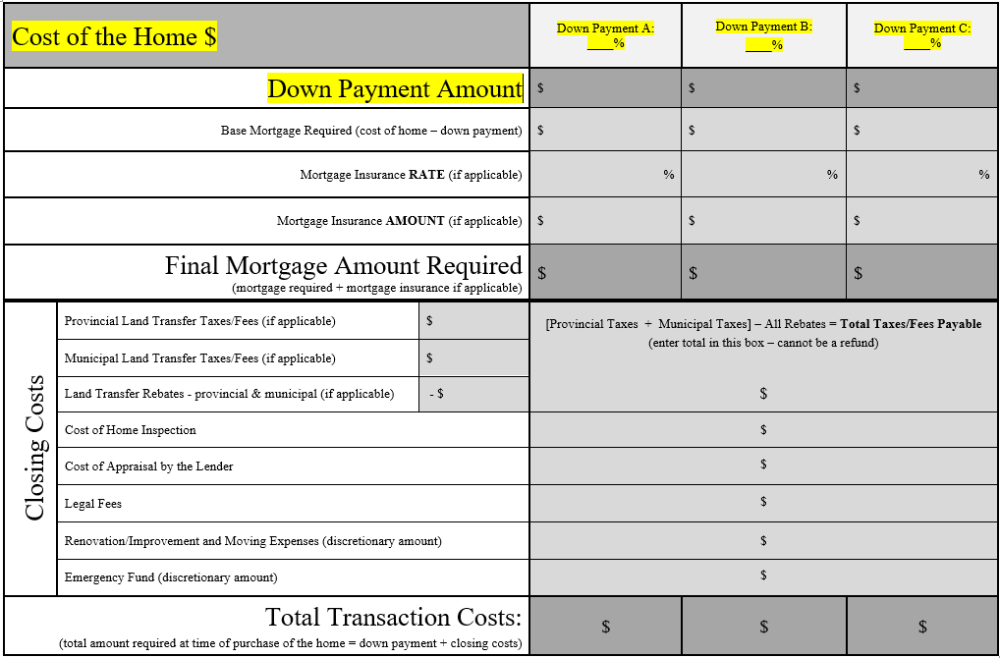 Cost of the Home $
Down Payment A:
____%
Down Payment B:
____%
Down Payment C:
____%
Down Payment Amount
$
$
$
Base Mortgage Required (cost of home – down payment)
$
$
$
Mortgage Insurance RATE (if applicable)
%
%
%
Mortgage Insurance AMOUNT (if applicable)
$
$
$
Final Mortgage Amount Required
(mortgage required + mortgage insurance if applicable)
$
$
$
Closing Costs
Provincial Land Transfer Taxes/Fees (if applicable)
$
[Provincial Taxes + Municipal Taxes] – All Rebates = Total Taxes/Fees Payable
(enter total in this box – cannot be a refund)
Municipal Land Transfer Taxes/Fees (if applicable)
$
Land Transfer Rebates - provincial & municipal (if applicable)
- $
$
Cost of Home Inspection
$
Cost of Appraisal by the Lender
$
Legal Fees
$
Renovation/Improvement and Moving Expenses (discretionary amount)
$
Emergency Fund (discretionary amount)
$
Total Transaction Costs:
(total amount required at time of purchase of the home = down payment + closing costs)
$
$
$